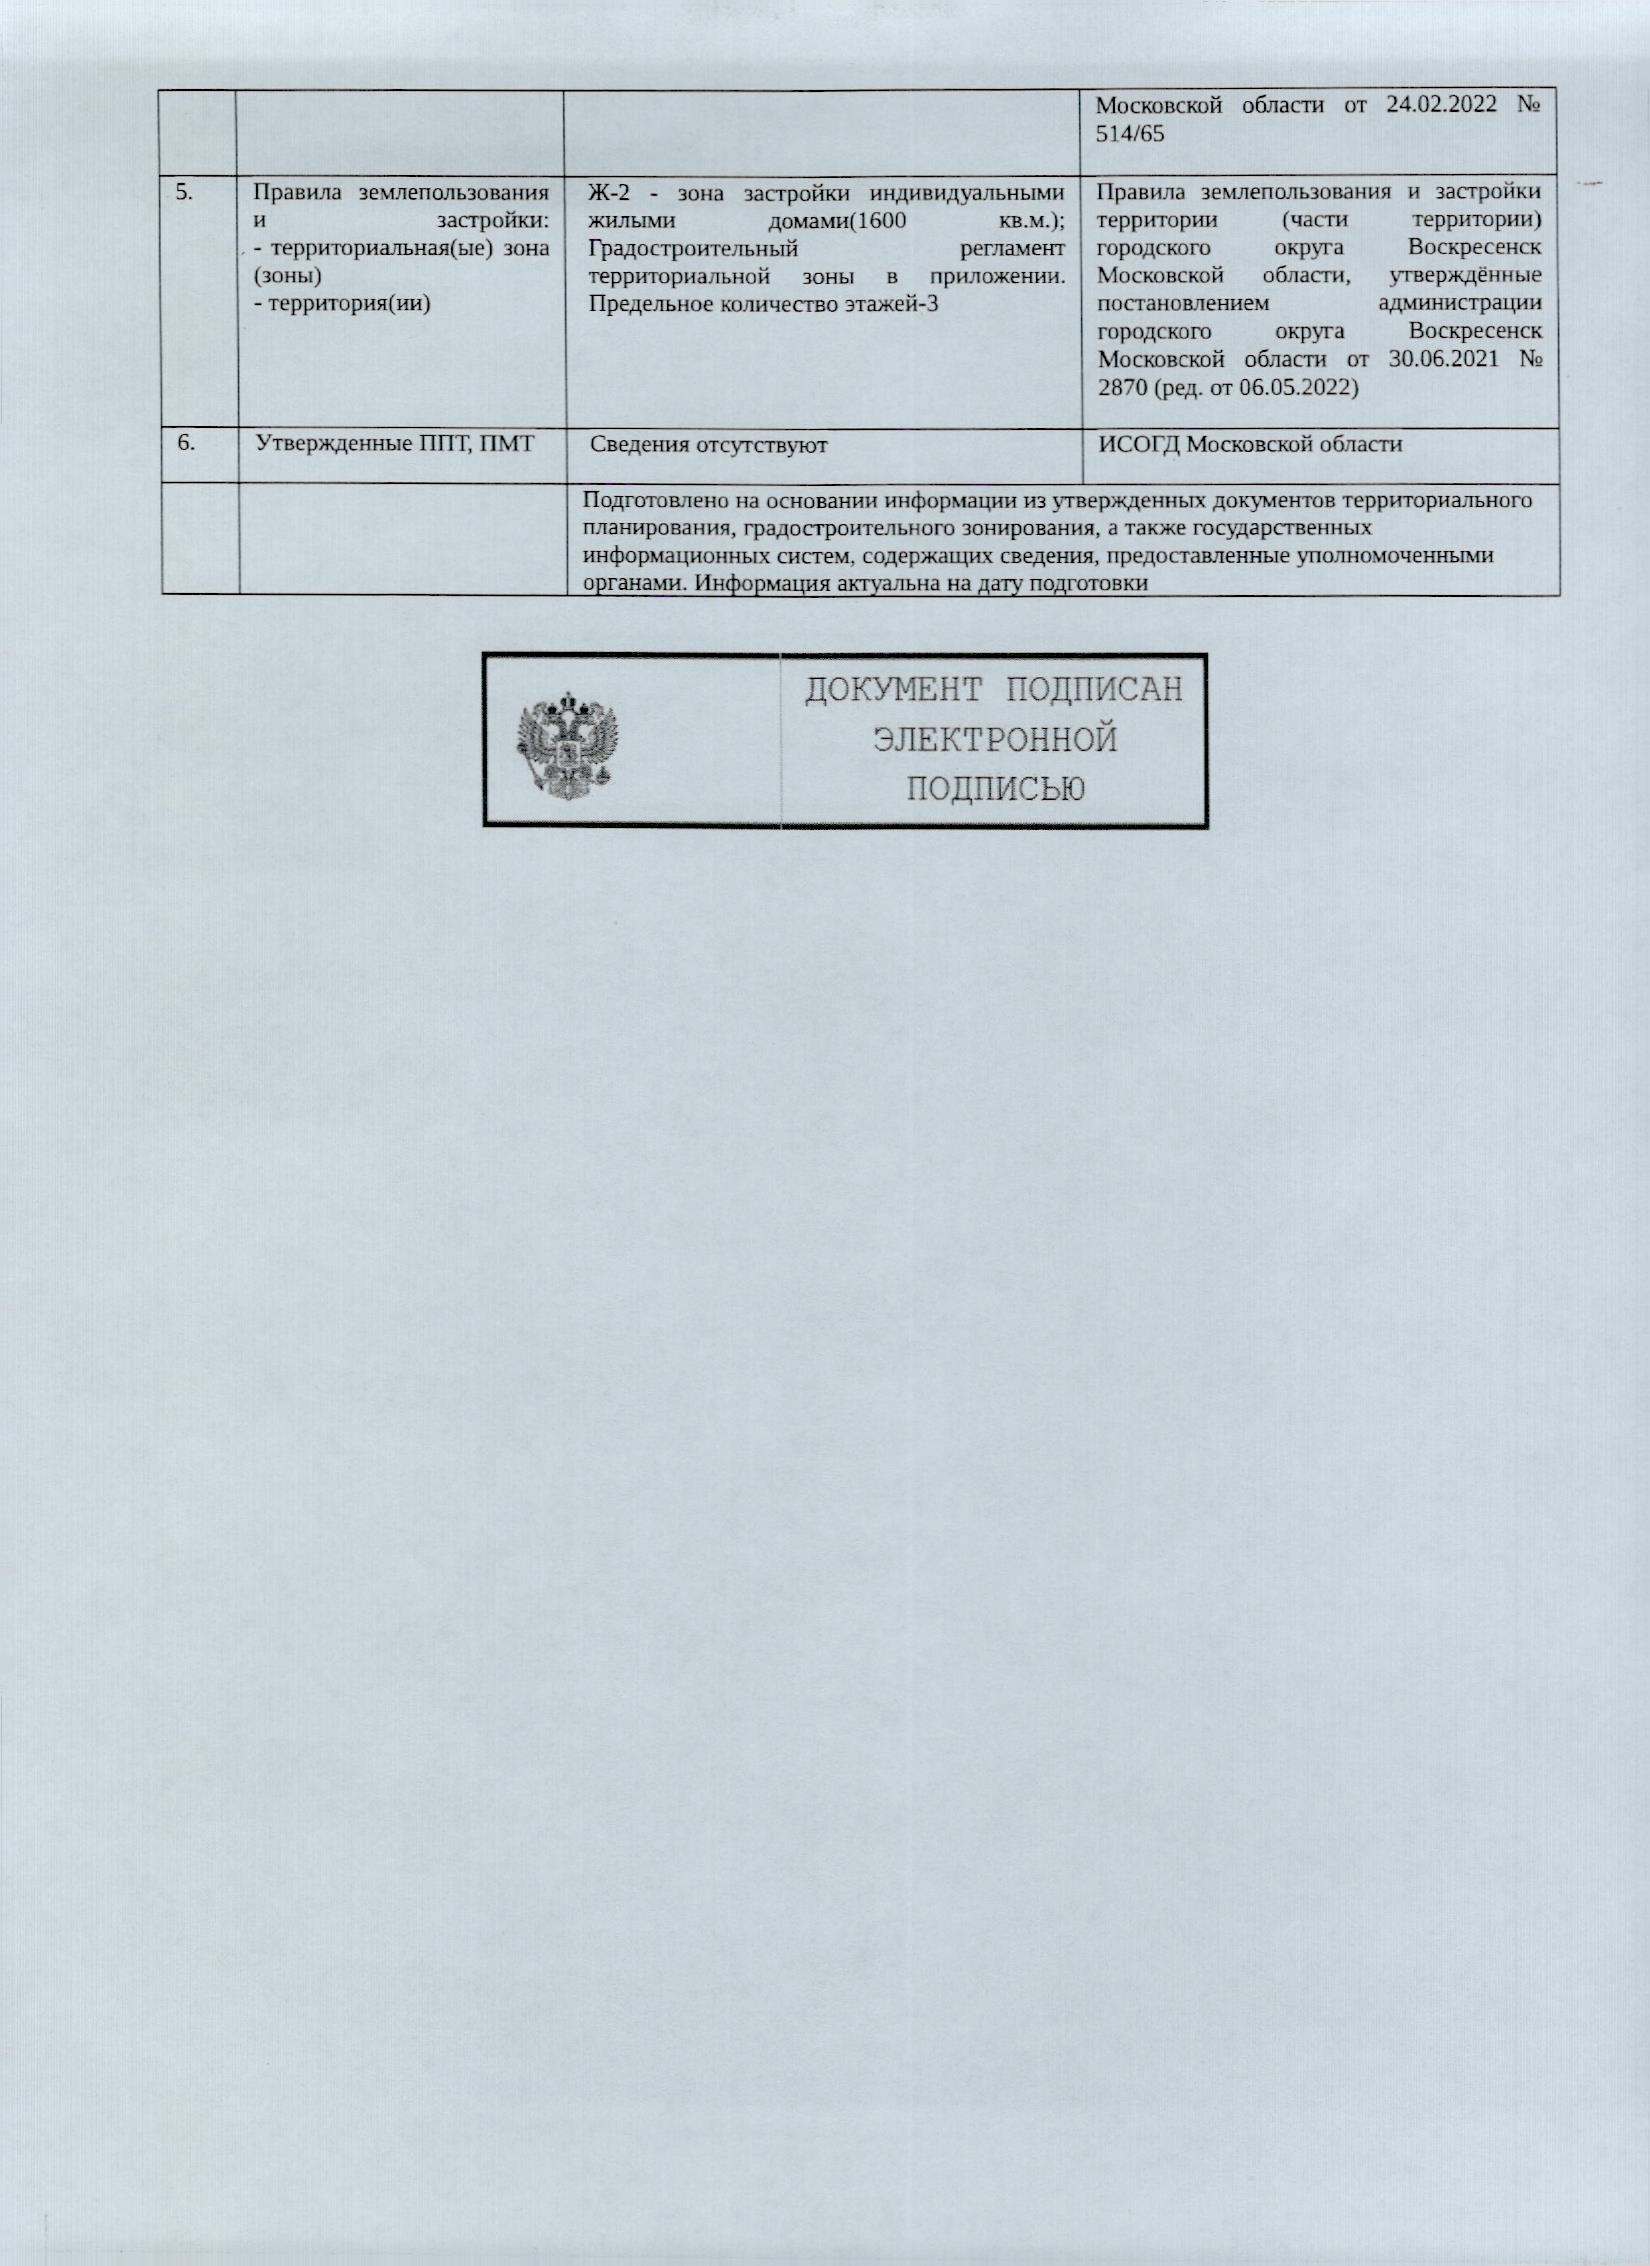 Московской области от 24.02.2022 №
514/65
5.
Правила землепользования
и застройки:
- территориальная(ые) зона
(зоны)
- территория(ии)
Ж-2 - зона застройки индивидуальными
жилыми домами(1600 кв.м.);
Градостроительный регламент
территориальной зоны в приложении.
Предельное количество этажей-3
Правила землепользования и застройки
территории (части территории)
городского округа Воскресенск
Московской области, утверждённые
постановлением администрации
городского округа Воскресенск
Московской области от 30.06.2021 №
2870 (ред. от 06.05.2022)
6.
Утвержденные ППТ, ПМТ
Сведения отсутствуют
ИСОГД Московской области
Подготовлено на основании информации из утвержденных документов территориального
планирования, градостроительного зонирования, а также государственных
информационных систем, содержащих сведения, предоставленные уполномоченными
органами. Информация актуальна на дату подготовки
ДОКУМЕНТ ПОДПИСАН
ЭЛЕКТРОННОЙ
ПОДПИСЬЮ